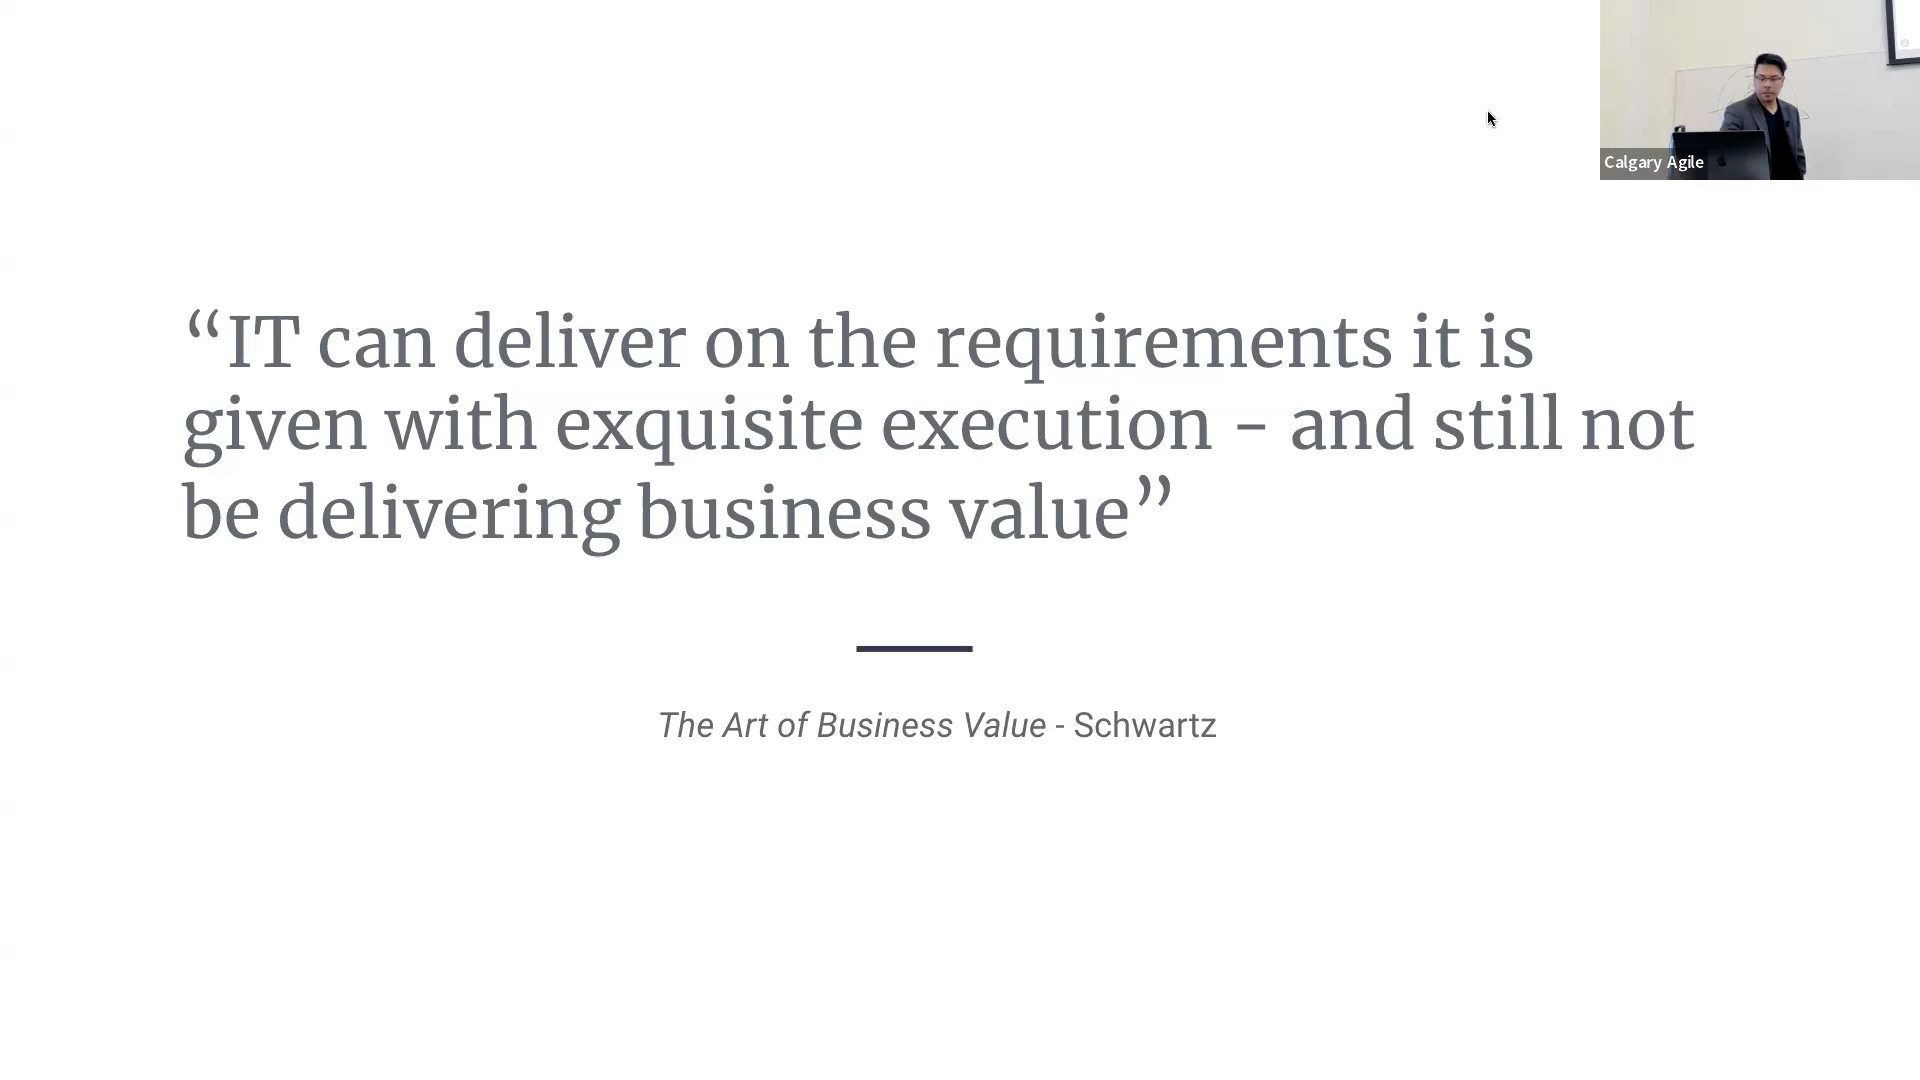 Calgary Agile
“IT can deliver on the requirements it is
given with exquisite execution - and still not
be delivering business value”
The Art of Business Value - Schwartz